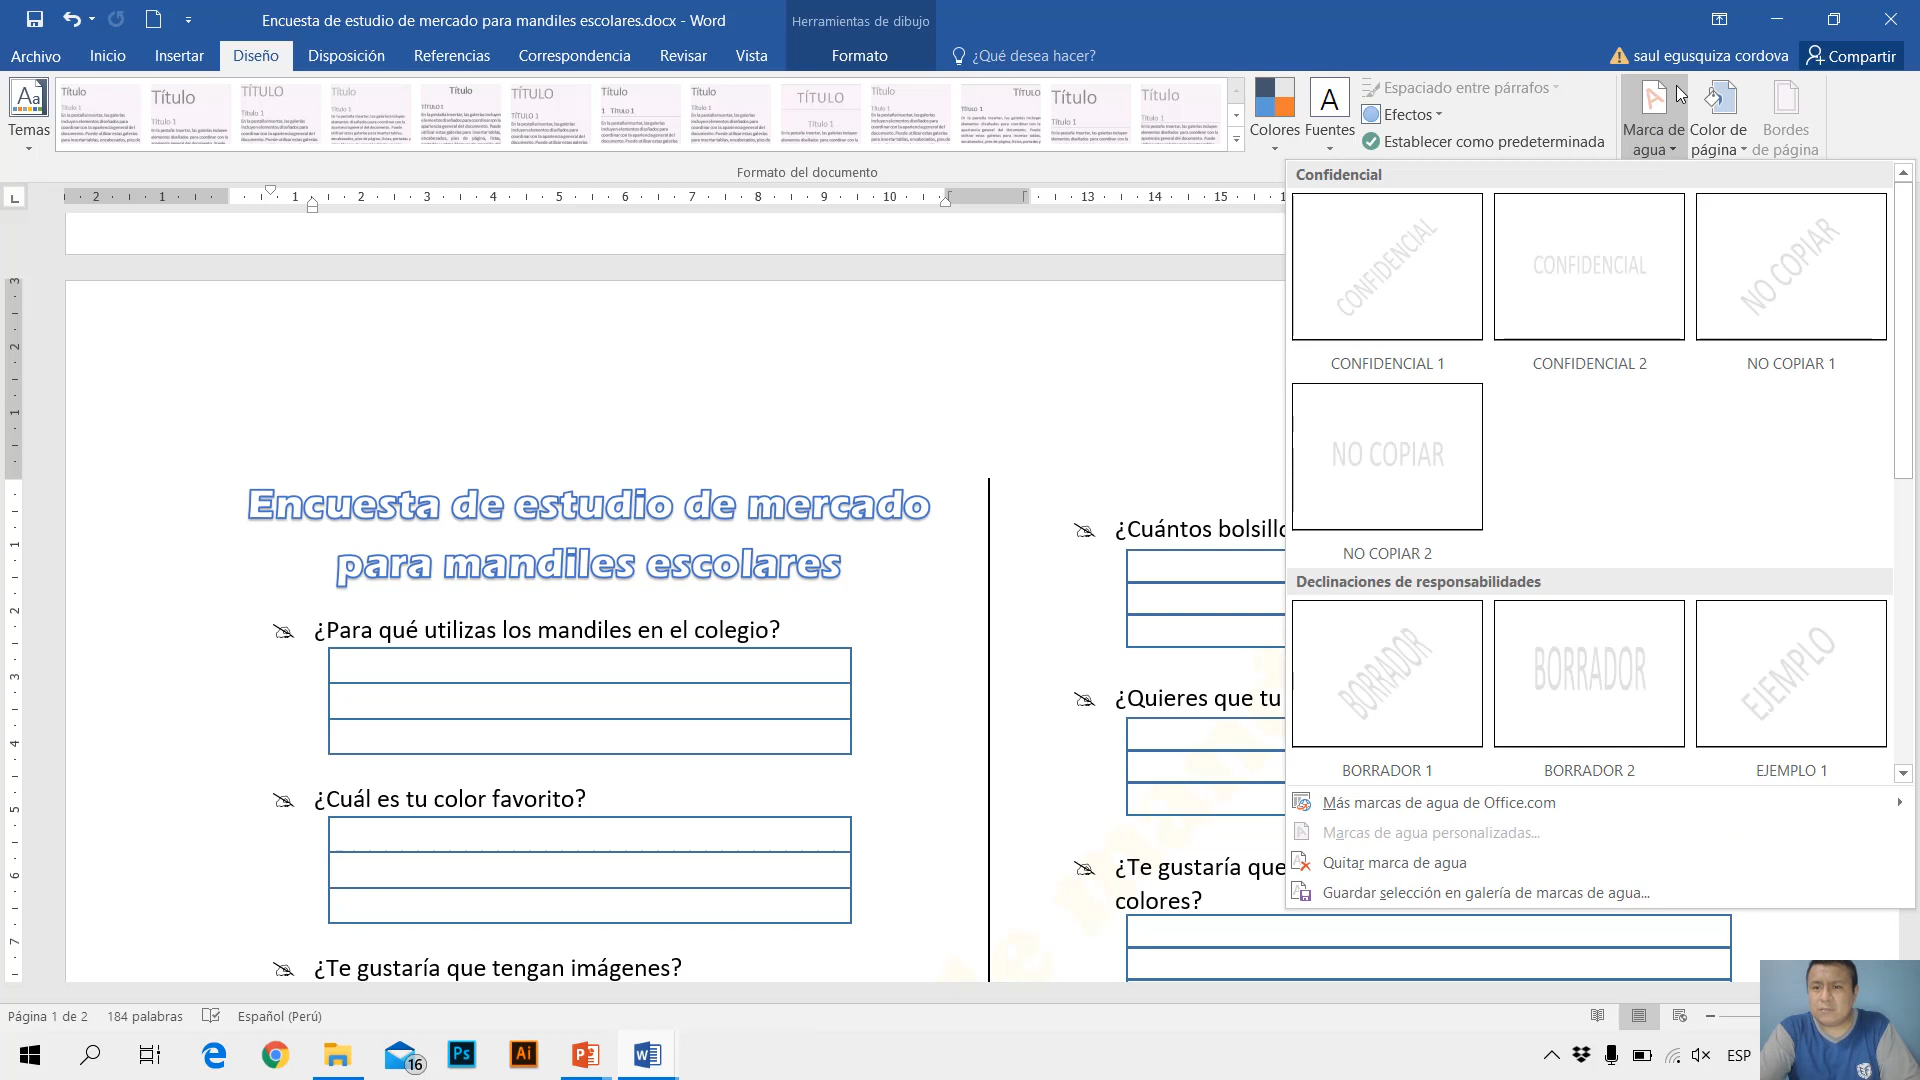 Encuesta de estudio de mercado para mandiles escolares.docx - Word
Herramientas de dibujo
Archivo
Inicio
Insertar
Diseño
Disposición
Referencias
Correspondencia
Revisar
Vista
Formato
¿Qué desea hacer?
saul egusquiza cordova
Compartir
Temas
Colores
Fuentes
Espaciado entre párrafos
Efectos
Establecer como predeterminada
Marca de agua
Color de página
Bordes de página
Formato del documento
Confidencial
CONFIDENCIAL
CONFIDENCIAL
NO COPIAR
CONFIDENCIAL 1
CONFIDENCIAL 2
NO COPIAR 1
NO COPIAR
NO COPIAR 2
Declinaciones de responsabilidades
BORRADOR
BORRADOR
EJEMPLO
BORRADOR 1
BORRADOR 2
EJEMPLO 1
Más marcas de agua de Office.com
Marcas de agua personalizadas...
Quitar marca de agua
Guardar selección en galería de marcas de agua...
Encuesta de estudio de mercado
para mandiles escolares
¿Para qué utilizas los mandiles en el colegio?
¿Cuál es tu color favorito?
¿Te gustaría que tengan imágenes?
¿Cuántos bolsillo
¿Quieres que tu
¿Te gustaría que
colores?
Página 1 de 2
184 palabras
Español (Perú)
16
Ps
Ai
ESP